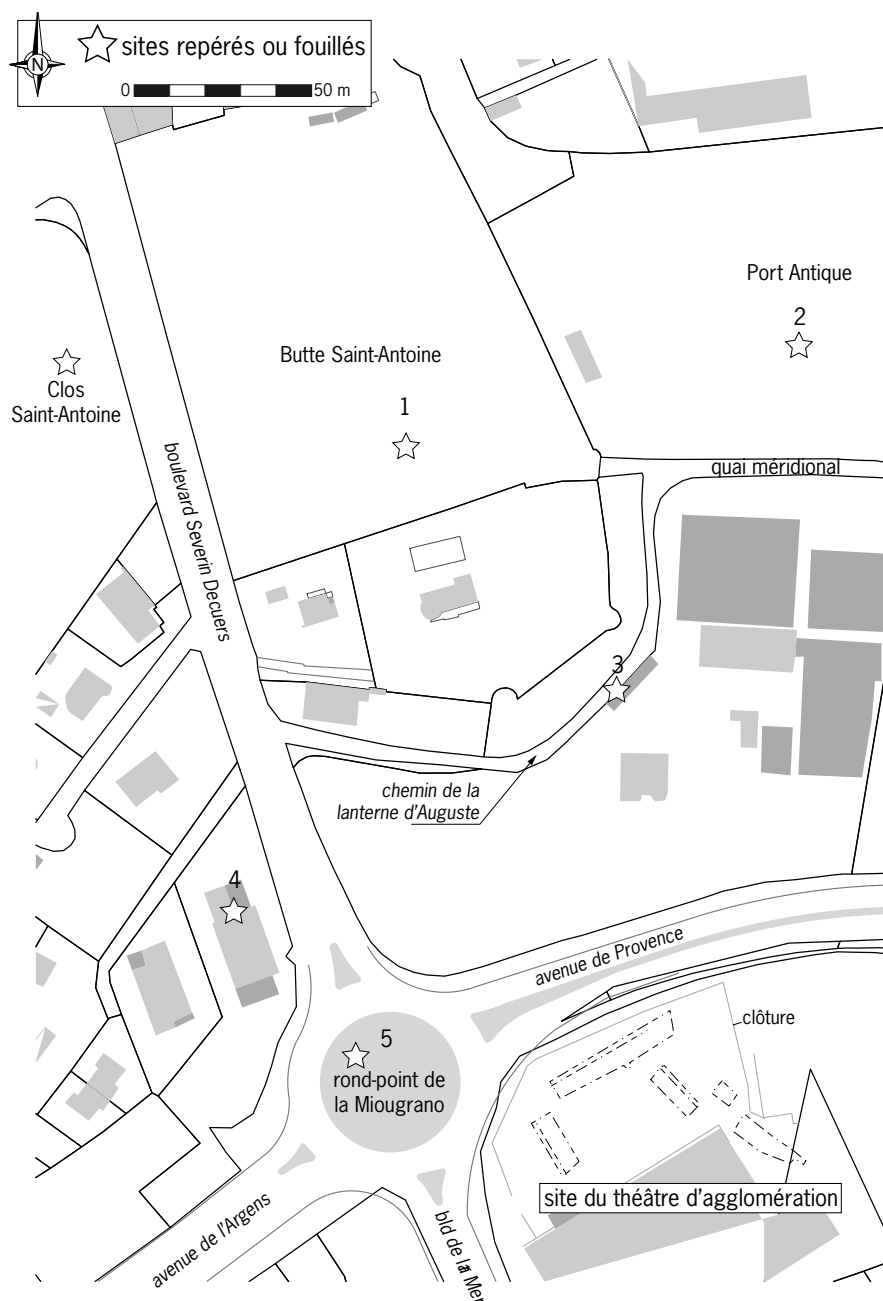 sites repérés ou fouillés
N
0 50 m
Port Antique
2
Butte Saint-Antoine
1
Clos
Saint-Antoine
boulevard Severin Decuers
quai méridional
3
chemin de la
lanterne d'Auguste
4
avenue de Provence
clôture
5
rond-point de
la Miougrano
site du théâtre d'agglomération
avenue de l'Argens
bld de la Mer